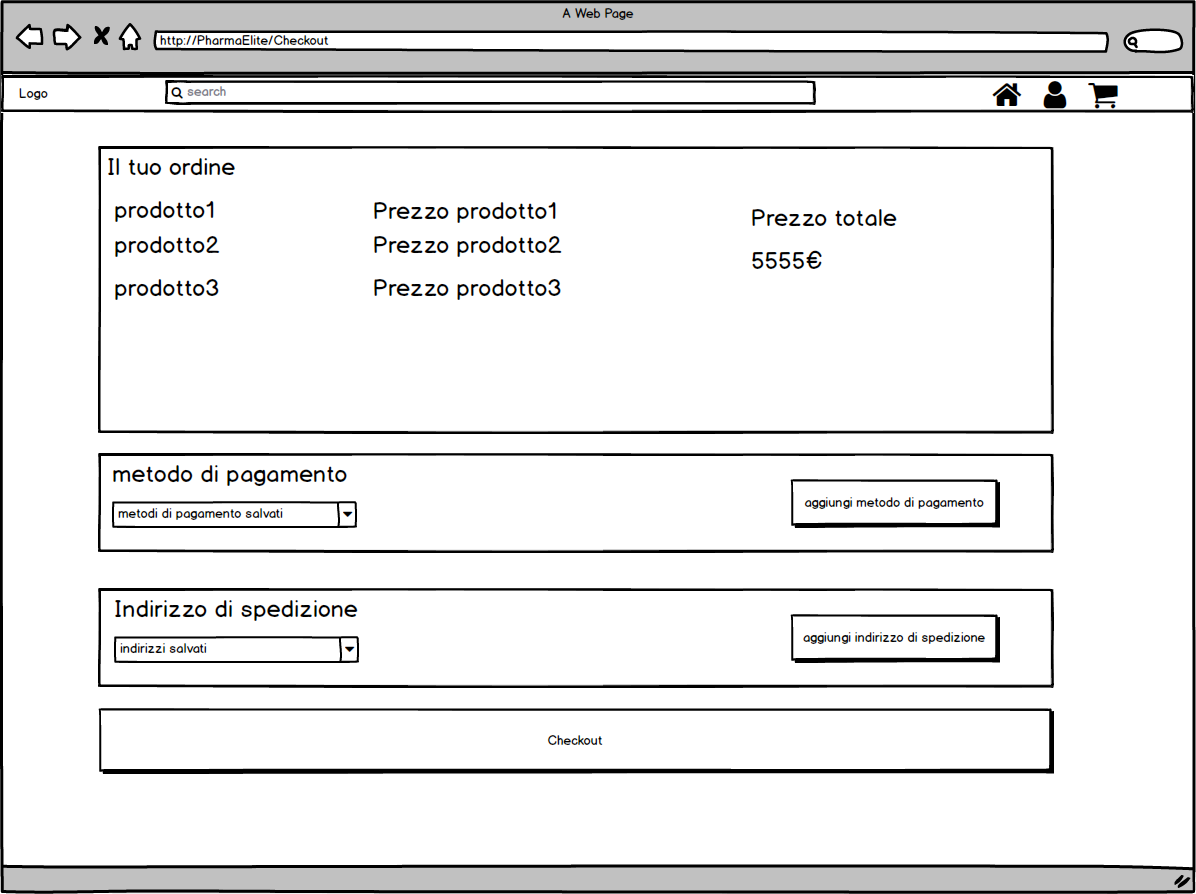 A Web Page
http://PharmaElite/Checkout
Logo
search
Il tuo ordine
prodotto1
Prezzo prodotto1
Prezzo totale
prodotto2
Prezzo prodotto2
5555€
prodotto3
Prezzo prodotto3
metodo di pagamento
metodi di pagamento salvati
aggiungi metodo di pagamento
Indirizzo di spedizione
indirizzi salvati
aggiungi indirizzo di spedizione
Checkout